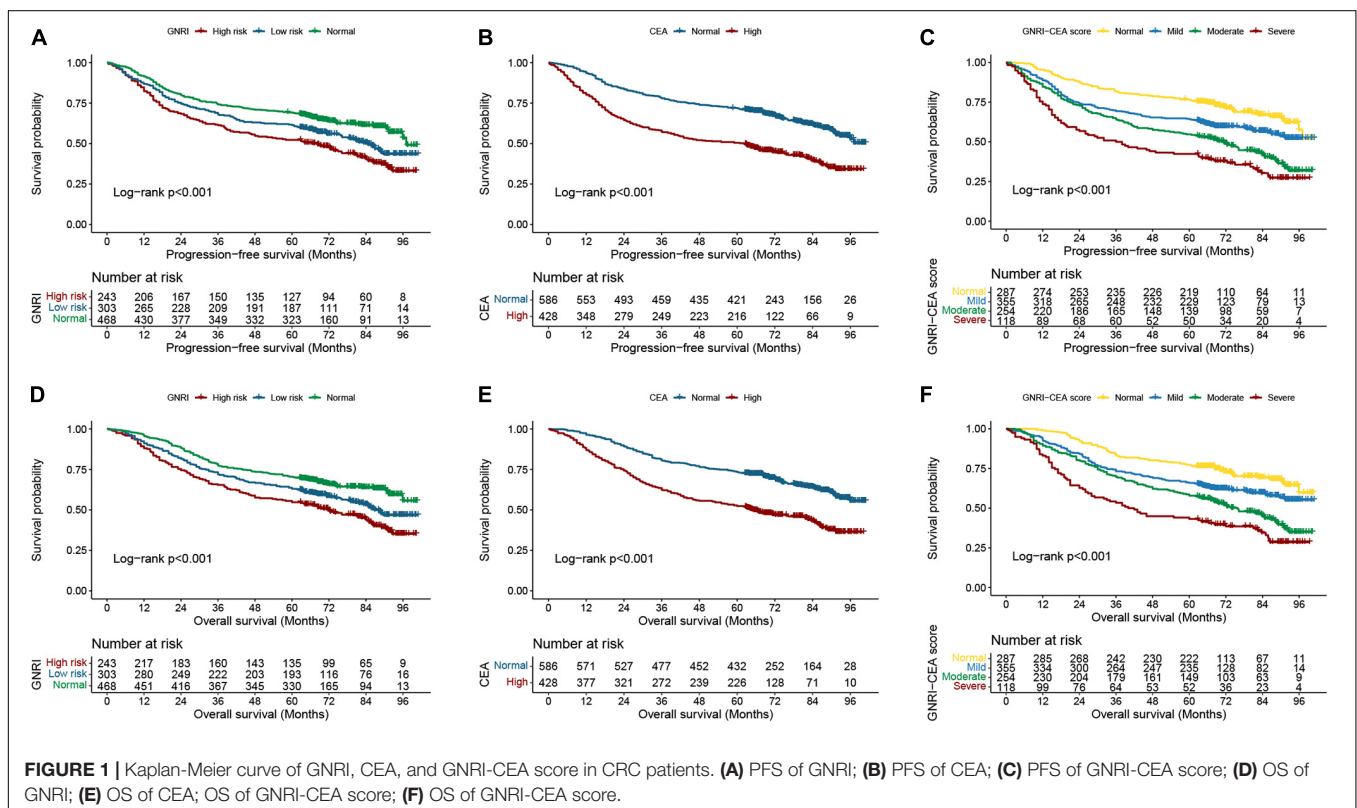 A
GNRI High risk Low risk Normal
Survival probability
1.00
0.75
0.50
0.25
0.00
Log-rank p<0.001
0 12 24 36 48 60 72 84 96
Progression-free survival (Months)
Number at risk
GNRI
High risk 243 206 167 150 135 127 94 60 8
Low risk 303 265 228 209 191 187 111 71 14
Normal 468 430 377 349 332 323 160 91 13
0 12 24 36 48 60 72 84 96
Progression-free survival (Months)
B
CEA Normal High
Survival probability
1.00
0.75
0.50
0.25
0.00
Log-rank p<0.001
0 12 24 36 48 60 72 84 96
Progression-free survival (Months)
Number at risk
CEA
Normal 586 553 493 459 435 421 243 156 26
High 428 348 279 249 223 216 122 66 9
0 12 24 36 48 60 72 84 96
Progression-free survival (Months)
C
GNRI-CEA score Normal Mild Moderate Severe
Survival probability
1.00
0.75
0.50
0.25
0.00
Log-rank p<0.001
0 12 24 36 48 60 72 84 96
Progression-free survival (Months)
Number at risk
GNRI-CEA score
Normal 287 274 253 235 226 219 110 64 11
Mild 355 318 265 248 232 229 123 79 13
Moderate 254 220 186 165 148 139 98 59 7
Severe 118 89 68 60 52 50 34 20 4
0 12 24 36 48 60 72 84 96
Progression-free survival (Months)
D
GNRI High risk Low risk Normal
Survival probability
1.00
0.75
0.50
0.25
0.00
Log-rank p<0.001
0 12 24 36 48 60 72 84 96
Overall survival (Months)
Number at risk
GNRI
High risk 243 217 183 160 143 135 99 65 9
Low risk 303 280 249 222 203 193 116 76 16
Normal 468 451 416 367 345 330 165 94 13
0 12 24 36 48 60 72 84 96
Overall survival (Months)
E
CEA Normal High
Survival probability
1.00
0.75
0.50
0.25
0.00
Log-rank p<0.001
0 12 24 36 48 60 72 84 96
Overall survival (Months)
Number at risk
CEA
Normal 586 571 527 477 452 432 252 164 28
High 428 377 321 272 239 226 128 71 10
0 12 24 36 48 60 72 84 96
Overall survival (Months)
F
GNRI-CEA score Normal Mild Moderate Severe
Survival probability
1.00
0.75
0.50
0.25
0.00
Log-rank p<0.001
0 12 24 36 48 60 72 84 96
Overall survival (Months)
Number at risk
GNRI-CEA score
Normal 287 285 268 242 230 222 113 67 11
Mild 355 334 300 264 247 235 128 82 14
Moderate 254 230 204 179 161 149 103 63 9
Severe 118 99 76 64 53 52 36 23 4
0 12 24 36 48 60 72 84 96
Overall survival (Months)
FIGURE 1 | Kaplan-Meier curve of GNRI, CEA, and GNRI-CEA score in CRC patients. (A) PFS of GNRI; (B) PFS of CEA; (C) PFS of GNRI-CEA score; (D) OS of
GNRI; (E) OS of CEA; OS of GNRI-CEA score; (F) OS of GNRI-CEA score.